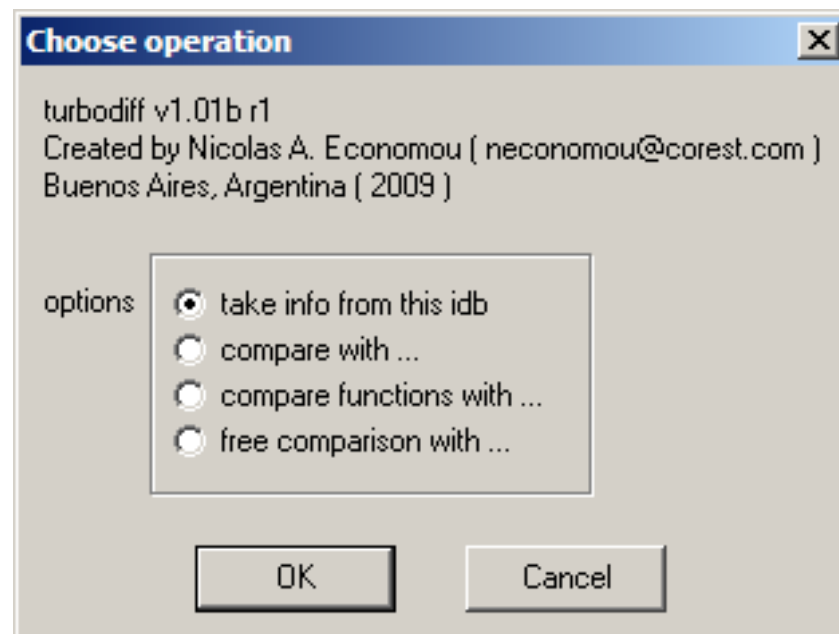 Choose operation
turbodiff v1.01b r1
Created by Nicolas A. Economou ( neconomou@corest.com )
Buenos Aires, Argentina ( 2009 )
options
take info from this idb
compare with ...
compare functions with ...
free comparison with ...
OK
Cancel